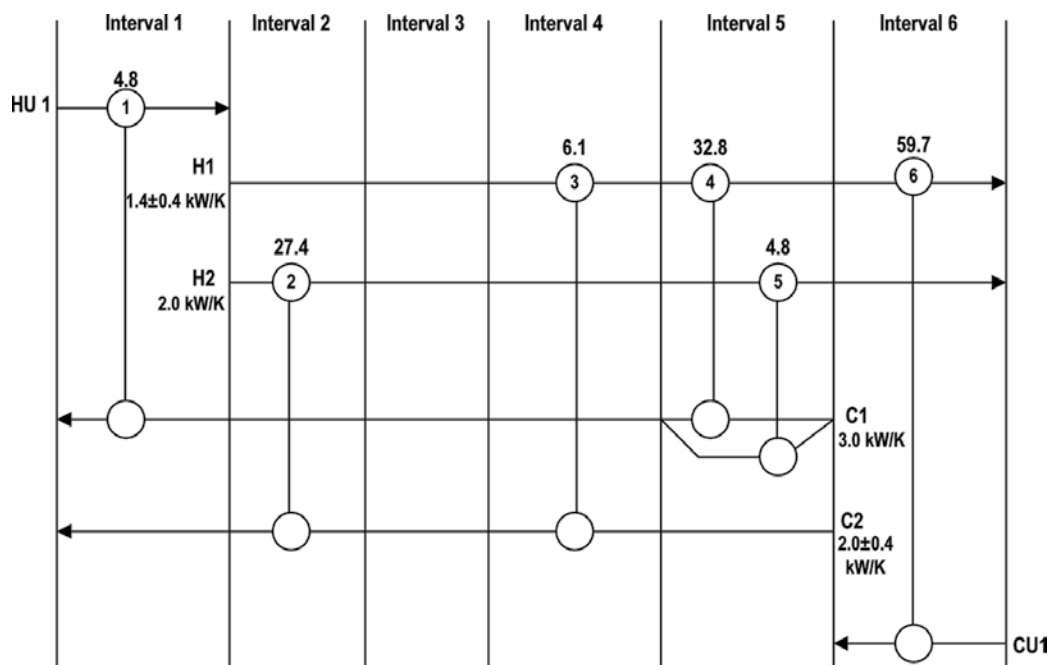 Interval 1 Interval 2 Interval 3 Interval 4 Interval 5 Interval 6
4.8
HU 1 1
6.1 32.8 59.7
H1 3 4 6
1.4±0.4 kW/K
27.4 4.8
H2 2 5
2.0 kW/K
C1
3.0 kW/K
C2
2.0±0.4
kW/K
CU1